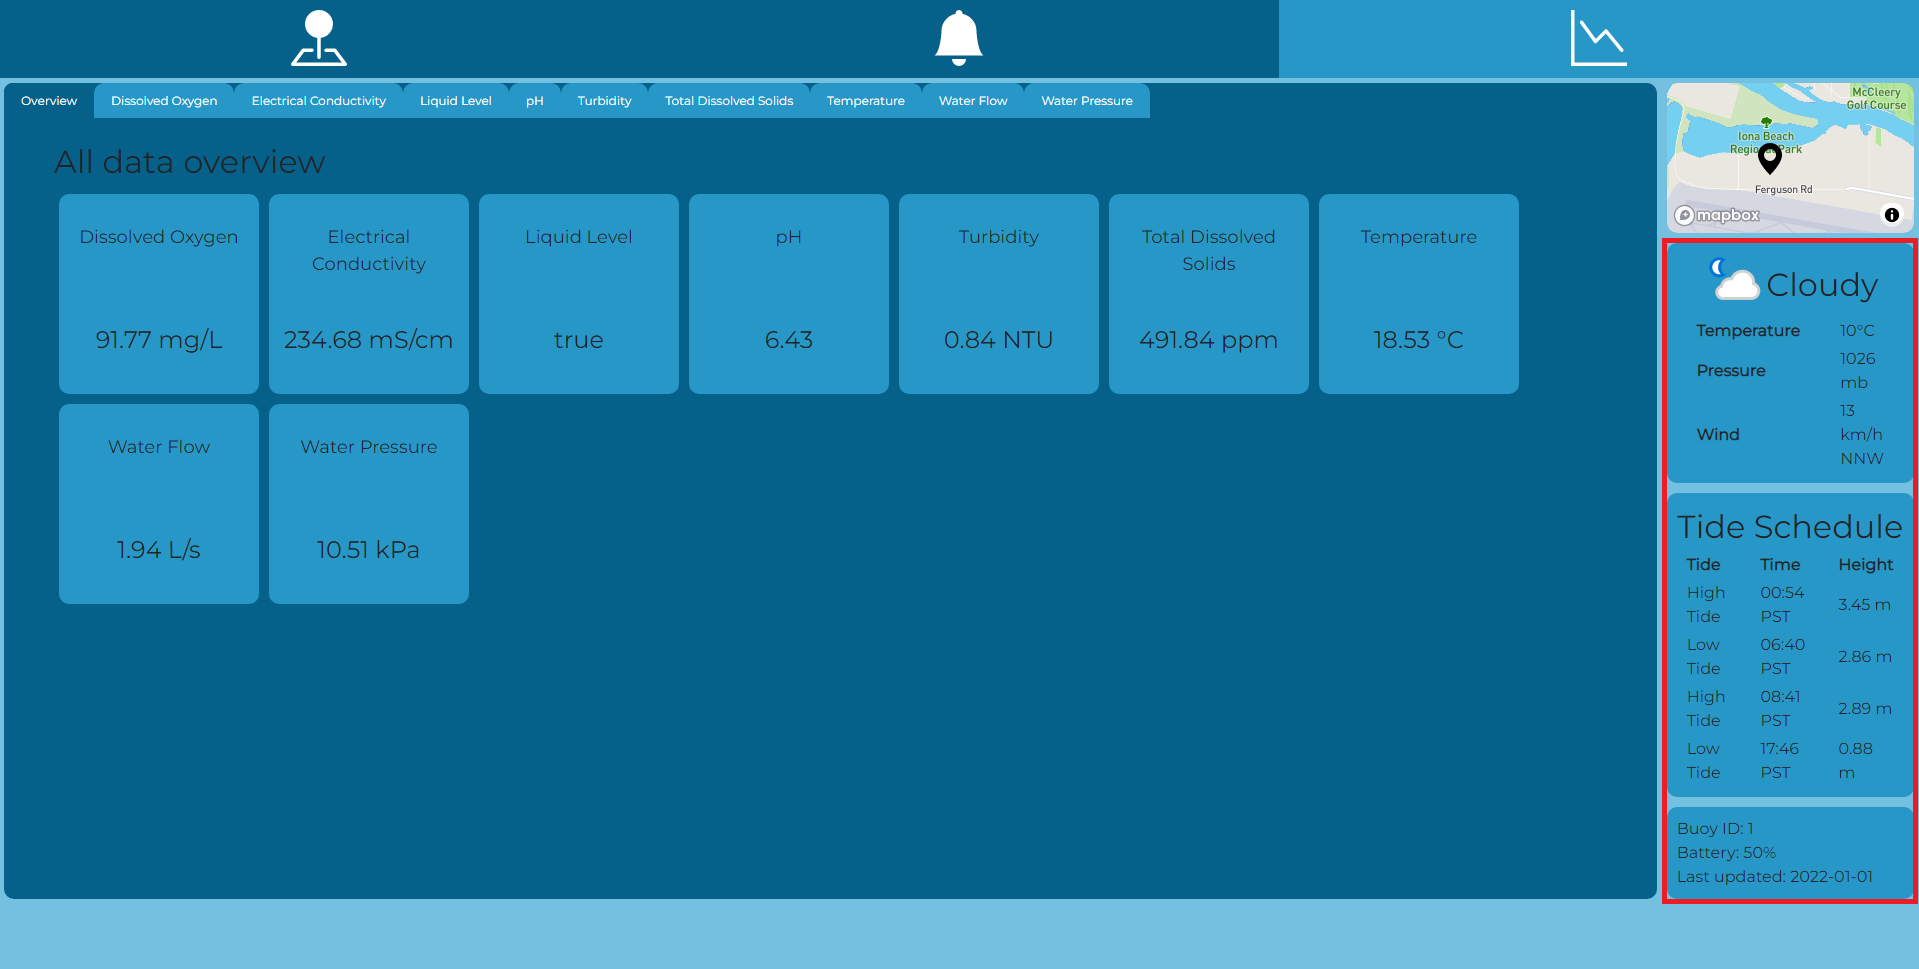 Overview
Dissolved Oxygen
Electrical Conductivity
Liquid Level
pH
Turbidity
Total Dissolved Solids
Temperature
Water Flow
Water Pressure
All data overview
Dissolved Oxygen
91.77 mg/L
Electrical
Conductivity
234.68 mS/cm
Liquid Level
true
pH
6.43
Turbidity
0.84 NTU
Total Dissolved
Solids
491.84 ppm
Temperature
18.53 °C
Water Flow
1.94 L/s
Water Pressure
10.51 kPa
McCleery
Golf Course
Iona Beach
Regional Park
Ferguson Rd
mapbox
Cloudy
Temperature 10°C
Pressure 1026
mb
Wind 13
km/h
NNW
Tide Schedule
Tide Time Height
High 00:54 3.45 m
Tide PST
Low 06:40 2.86 m
Tide PST
High 08:41 2.89 m
Tide PST
Low 17:46 0.88
Tide PST m
Buoy ID: 1
Battery: 50%
Last updated: 2022-01-01